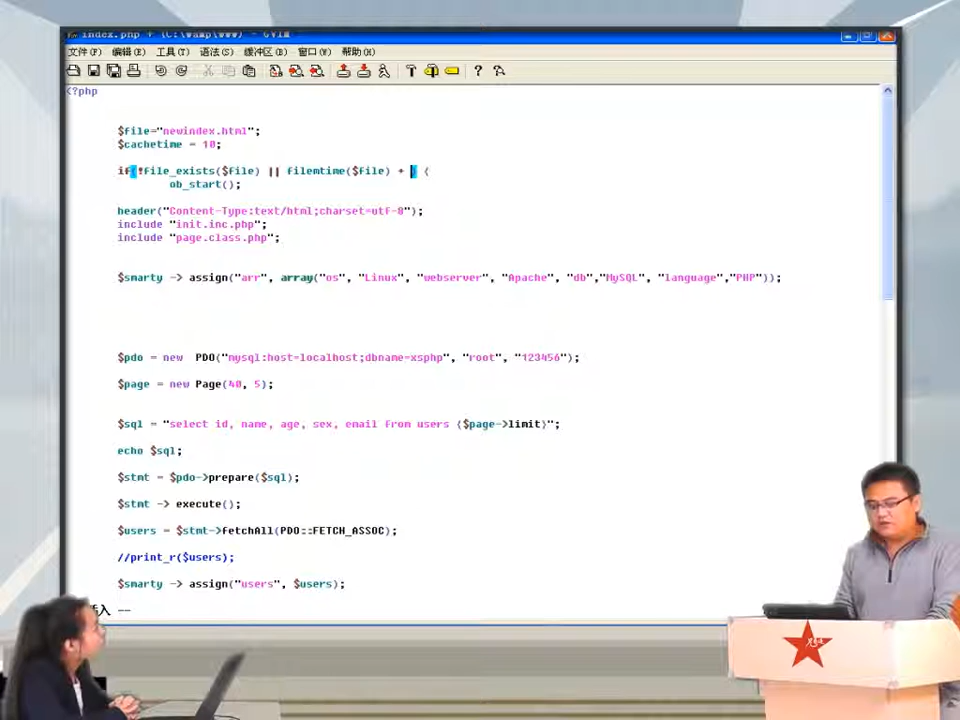 index.php + (C:\wamp\www) - GVIM
文件(F) 编辑(E) 工具(T) 语法(S) 缓冲区(B) 窗口(W) 帮助(H)
<?php
$file="newindex.html";
$cachetime = 10;
if(!file_exists($file) || filemtime($file) + ) {
ob_start();
header("Content-Type:text/html;charset=utf-8");
include "init.inc.php";
include "page.class.php";
$smarty -> assign("arr", array("os", "Linux", "webserver", "Apache", "db","MySQL", "language","PHP"));
$pdo = new PDO("mysql:host=localhost;dbname=xsphp", "root", "123456");
$page = new Page(40, 5);
$sql = "select id, name, age, sex, email from users {$page->limit}";
echo $sql;
$stmt = $pdo->prepare($sql);
$stmt -> execute();
$users = $stmt->fetchAll(PDO::FETCH_ASSOC);
//print_r($users);
$smarty -> assign("users", $users);
入 --